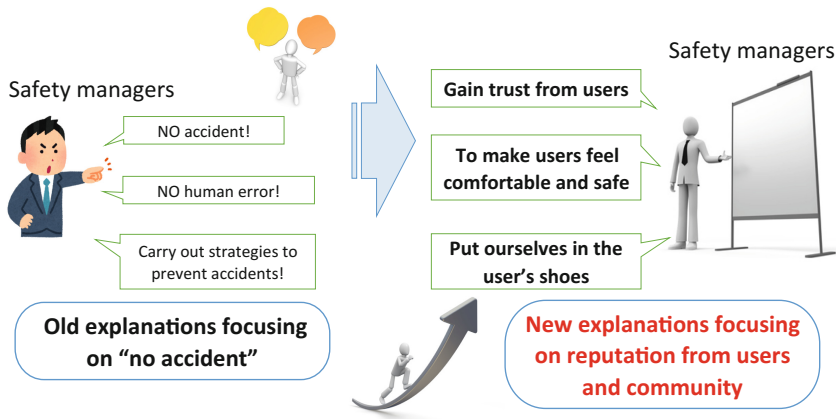 Safety managers
NO accident!
NO human error!
Carry out strategies to
prevent accidents!
Old explanations focusing
on “no accident”
Safety managers
Gain trust from users
To make users feel
comfortable and safe
Put ourselves in the
user’s shoes
New explanations focusing
on reputation from users
and community